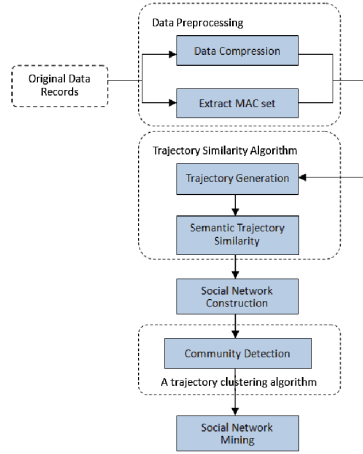 Data Preprocessing
Data Compression
Original Data
Records
Extract MAC set
Trajectory Similarity Algorithm
Trajectory Generation
Semantic Trajectory
Similarity
Social Network
Construction
Community Detection
A trajectory clustering algorithm
Social Network
Mining